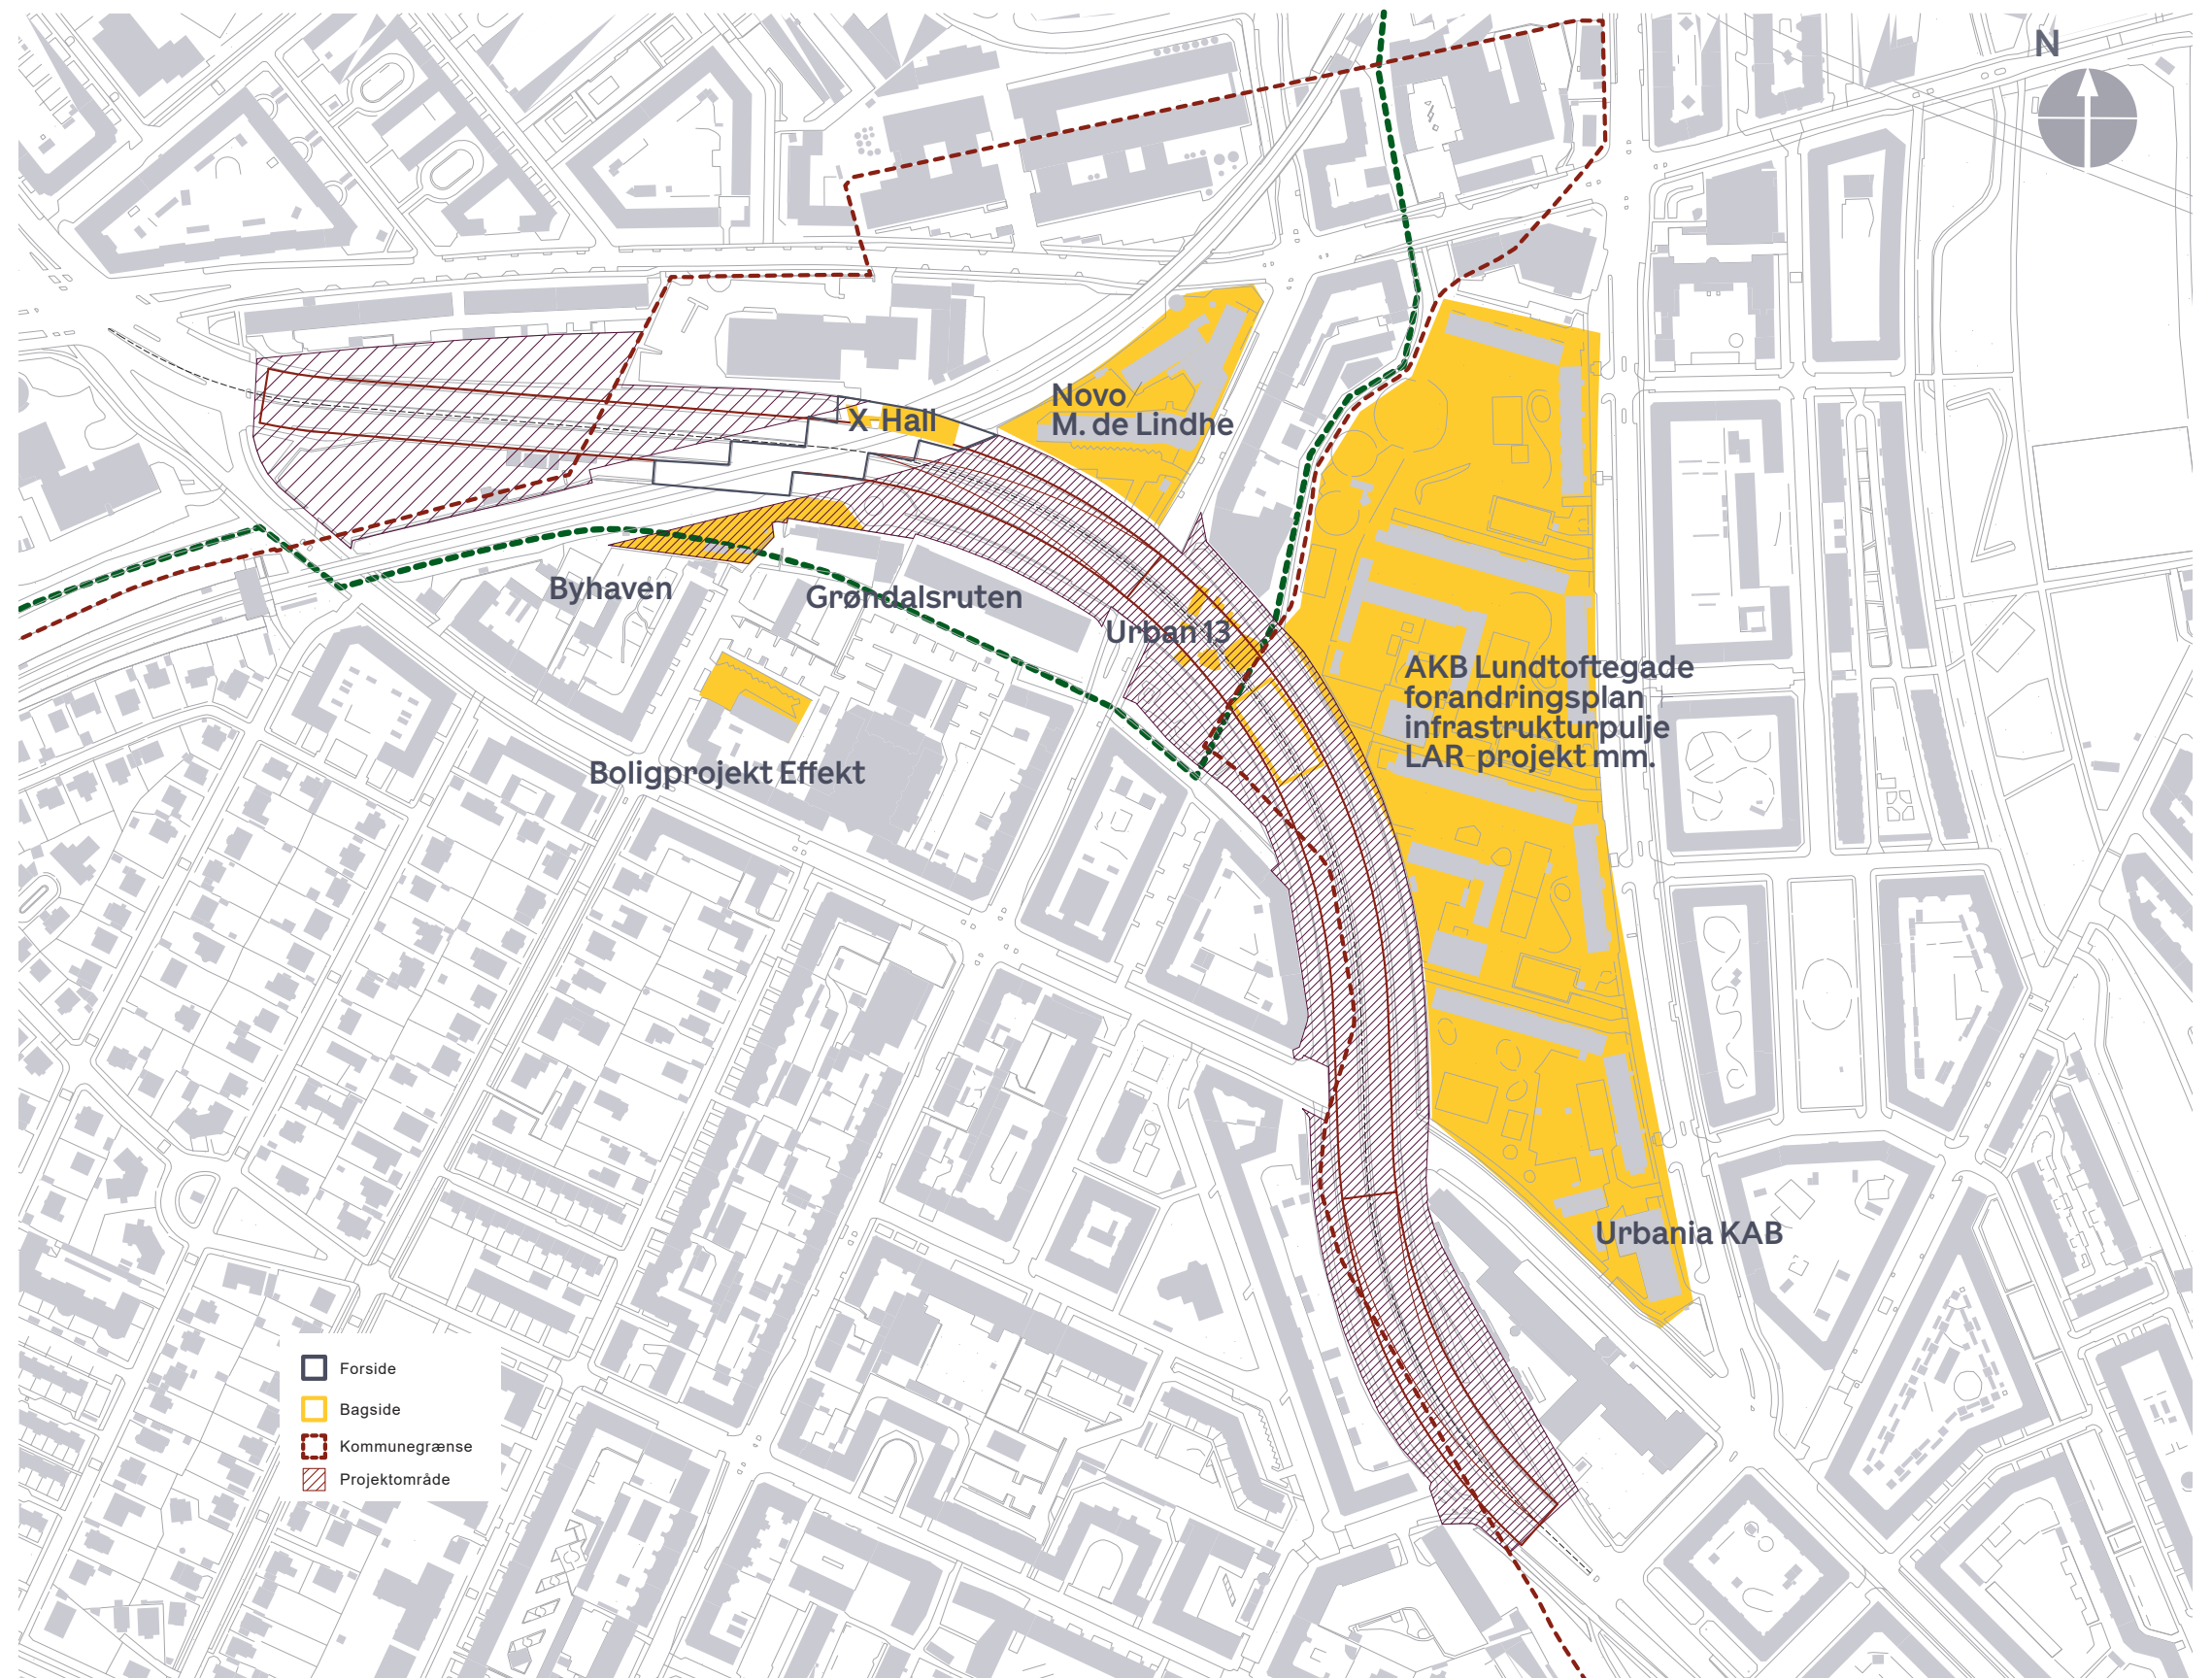 N
Novo
M. de Lindhe
X-Hall
Byhaven
Grøndalsruten
Urban 13
AKB Lundtoftegade
forandringsplan
infrastrukturpulje
LAR- projekt mm.
Boligprojekt Effekt
Urbania KAB
Forside
Bagside
Kommunegrænse
Projektområde